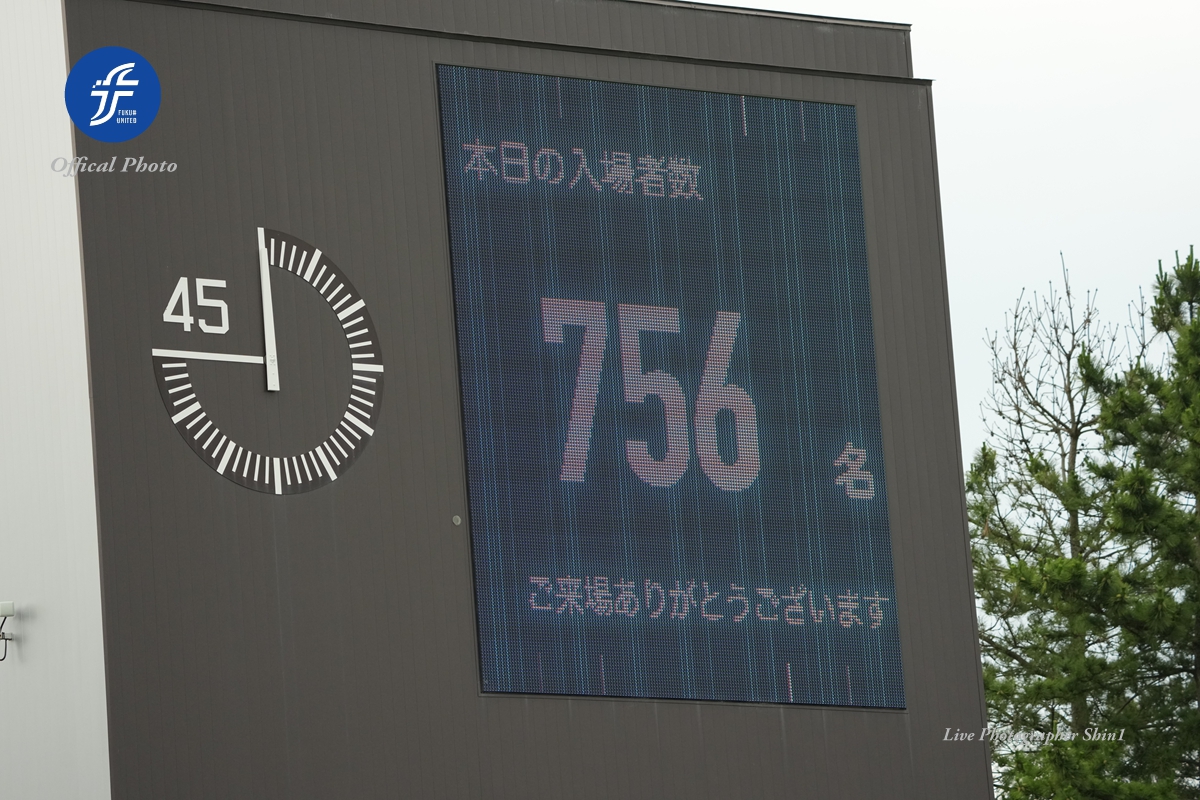 FUKUI
UNITED
Offical Photo
本日の入場者数
45
756
名
ご来場ありがとうございます
Live Photographer Shin1